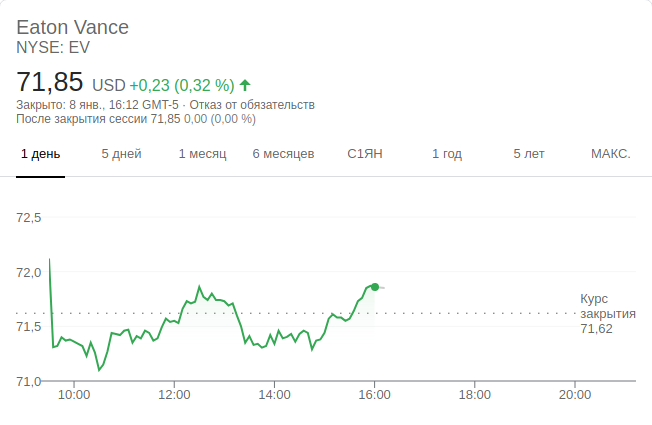 Eaton Vance
NYSE: EV
71,85 USD +0,23 (0,32 %)
Закрыто: 8 янв., 16:12 GMT-5 · Отказ от обязательств
После закрытия сессии 71,85 0,00 (0,00 %)
1 день 5 дней 1 месяц 6 месяцев С1ЯН 1 год 5 лет МАКС.
72,5
72,0
Курс
закрытия
71,62
71,5
71,0
10:00 12:00 14:00 16:00 18:00 20:00